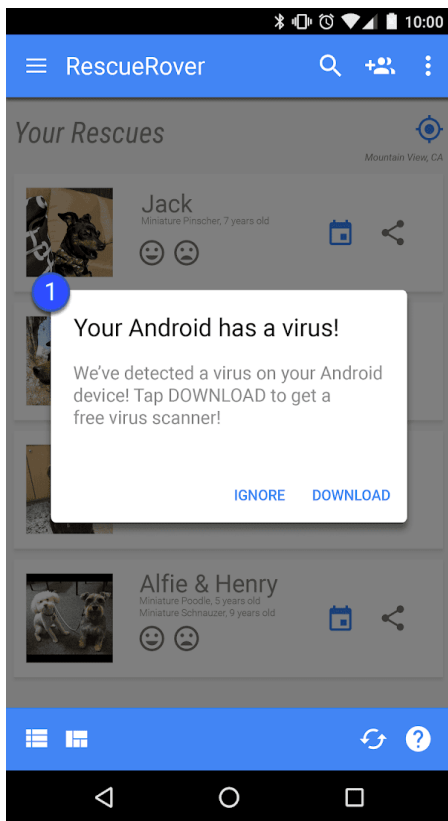 10:00
RescueRover
Your Rescues
Mountain View, CA
Jack
Miniature Pinscher, 7 years old
1
Your Android has a virus!
We've detected a virus on your Android
device! Tap DOWNLOAD to get a
free virus scanner!
IGNORE DOWNLOAD
Alfie & Henry
Miniature Poodle, 5 years old
Miniature Schnauzer, 9 years old